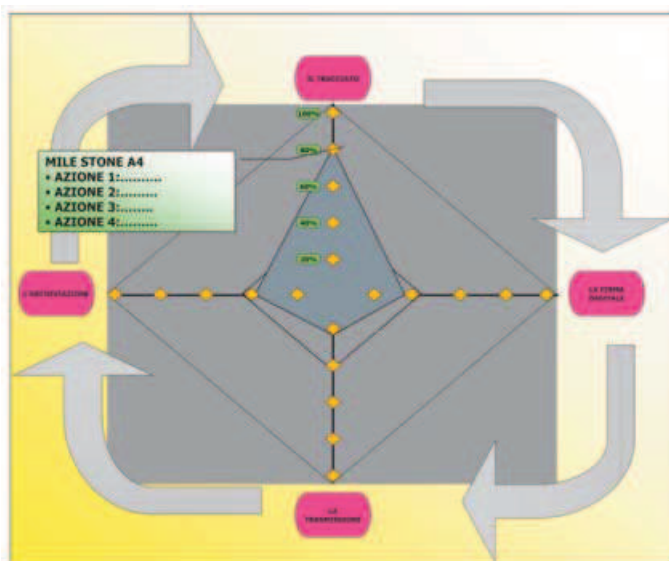 IL TRACCIATO
100%
80%
60%
40%
20%
MILE STONE A4
• AZIONE 1:..........
• AZIONE 2:.........
• AZIONE 3:........
• AZIONE 4:.........
L'ARCHIVIAZIONE
LA FIRMA
DIGITALE
LA
TRASMISSIONE